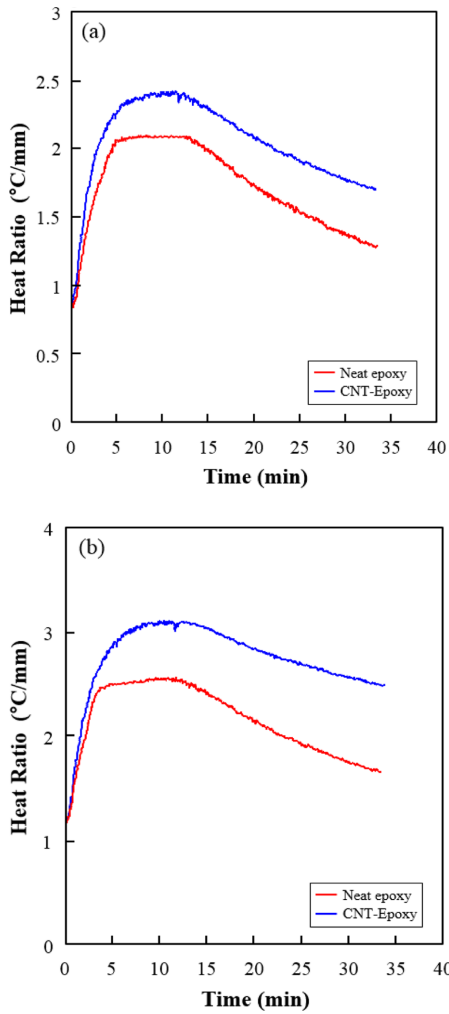 (a)
Heat Ratio (°C/mm)
3
2.5
2
1.5
1
0.5
0
Neat epoxy
CNT-Epoxy
0 5 10 15 20 25 30 35 40
Time (min)
(b)
Heat Ratio (°C/mm)
4
3
2
1
0
Neat epoxy
CNT-Epoxy
0 5 10 15 20 25 30 35 40
Time (min)